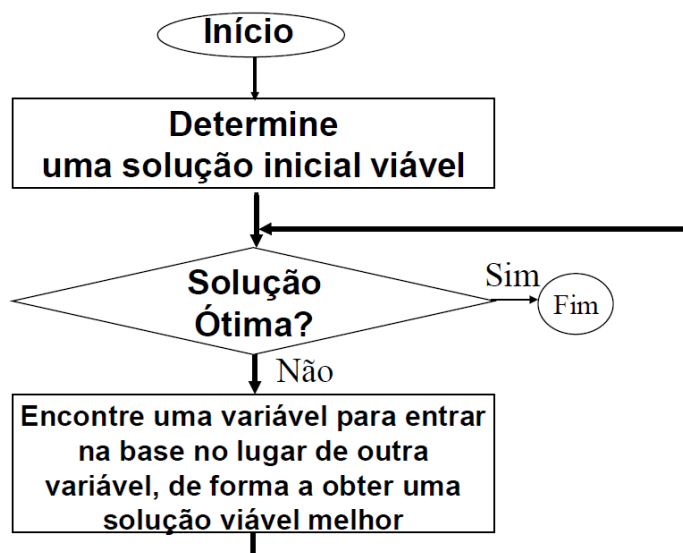 Início
Determine
uma solução inicial viável
Solução
Ótima?
Sim
Fim
Não
Encontre uma variável para entrar
na base no lugar de outra
variável, de forma a obter uma
solução viável melhor